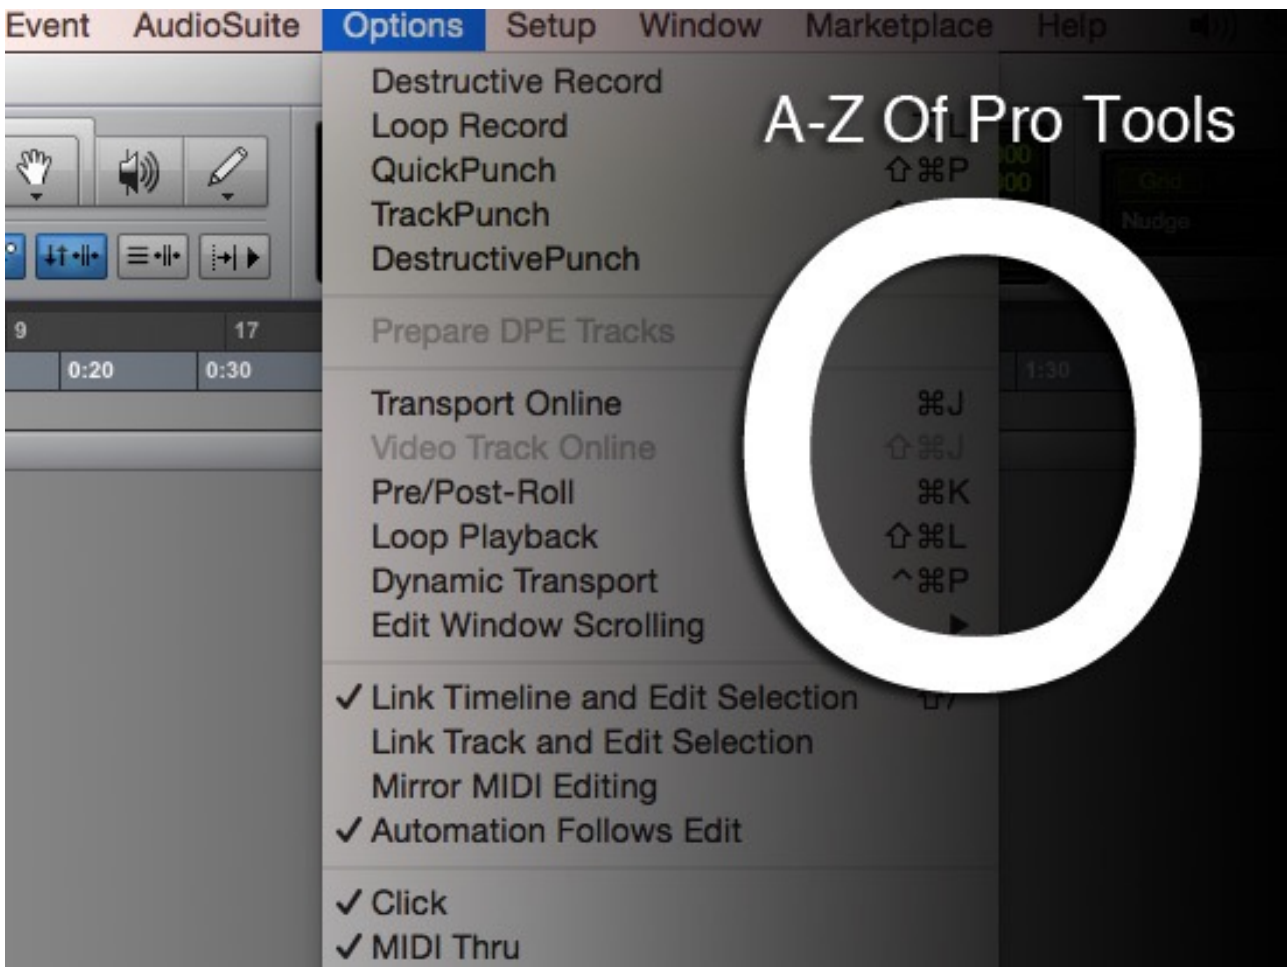 Event AudioSuite Options Setup Window Marketplace Help
A-Z Of Pro Tools
O
Destructive Record
Loop Record L
QuickPunch ⇧⌘P
TrackPunch
DestructivePunch
Grid
Nudge
9 17
0:20 0:30 1:30
Prepare DPE Tracks
Transport Online ⌘J
Video Track Online ⇧⌘J
Pre/Post-Roll ⌘K
Loop Playback ⇧⌘L
Dynamic Transport ^⌘P
Edit Window Scrolling ▶
✓ Link Timeline and Edit Selection ⇧/
Link Track and Edit Selection
Mirror MIDI Editing
✓ Automation Follows Edit
✓ Click
✓ MIDI Thru